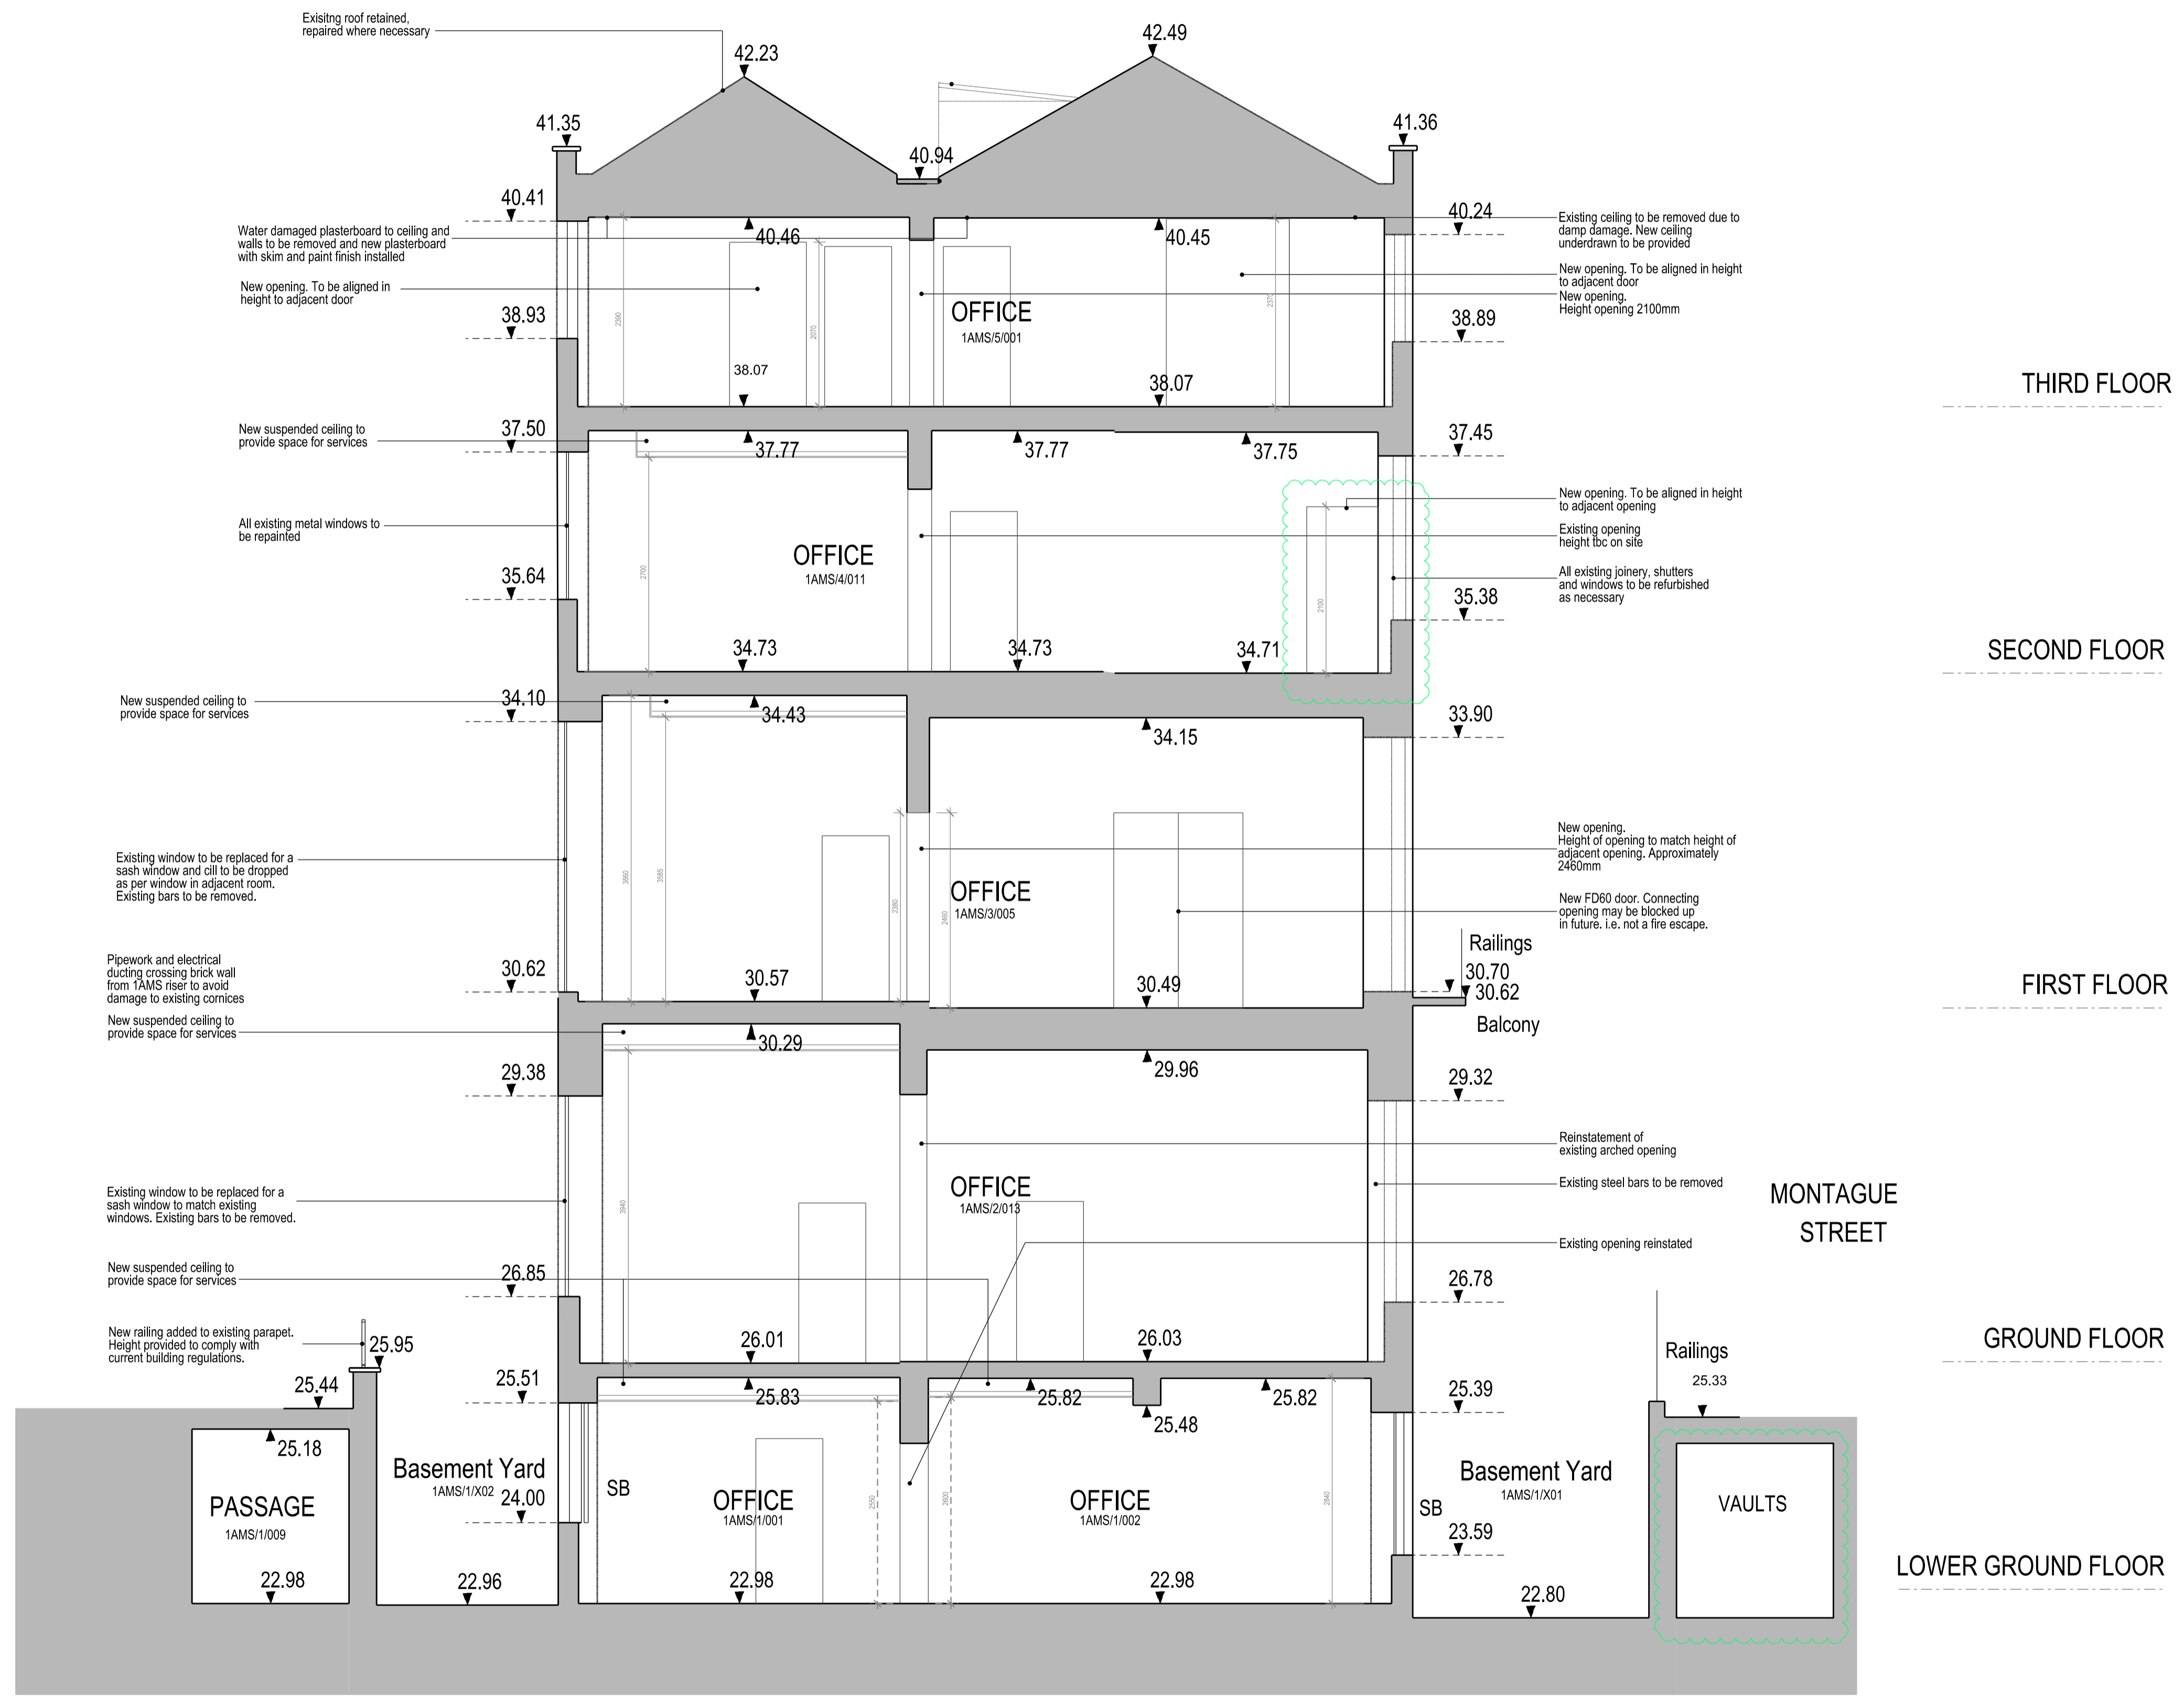 Exisitng roof retained,
repaired where necessary
42.23
42.49
41.35
41.36
40.94
40.41
40.24
Water damaged plasterboard to ceiling and
walls to be removed and new plasterboard
with skim and paint finish installed
40.46
40.45
Existing ceiling to be removed due to
damp damage. New ceiling
underdrawn to be provided
New opening. To be aligned in
height to adjacent door
New opening. To be aligned in height
to adjacent door
New opening.
Height opening 2100mm
2390
2070
2370
OFFICE
1AMS/5/001
38.93
38.89
38.07
38.07
THIRD FLOOR
New suspended ceiling to
provide space for services
37.50
37.77
37.77
37.75
37.45
New opening. To be aligned in height
to adjacent opening
All existing metal windows to
be repainted
Existing opening
height tbc on site
OFFICE
1AMS/4/011
2700
2100
All existing joinery, shutters
and windows to be refurbished
as necessary
35.64
35.38
34.73
34.73
34.71
SECOND FLOOR
New suspended ceiling to
provide space for services
34.10
34.43
34.15
33.90
New opening.
Height of opening to match height of
adjacent opening. Approximately
2460mm
Existing window to be replaced for a
sash window and cill to be dropped
as per window in adjacent room.
Existing bars to be removed.
3860
3585
2380
2460
OFFICE
1AMS/3/005
New FD60 door. Connecting
opening may be blocked up
in future. i.e. not a fire escape.
Railings
Pipework and electrical
ducting crossing brick wall
from 1AMS riser to avoid
damage to existing cornices
30.62
30.57
30.49
30.70
30.62
FIRST FLOOR
Balcony
New suspended ceiling to
provide space for services
30.29
29.96
29.38
29.32
Reinstatement of
existing arched opening
Existing window to be replaced for a
sash window to match existing
windows. Existing bars to be removed.
3940
OFFICE
1AMS/2/013
Existing steel bars to be removed
MONTAGUE
STREET
Existing opening reinstated
New suspended ceiling to
provide space for services
26.85
26.78
New railing added to existing parapet.
Height provided to comply with
current building regulations.
25.95
26.01
26.03
GROUND FLOOR
Railings
25.33
25.44
25.51
25.83
25.82
25.48
25.82
25.39
25.18
Basement Yard
1AMS/1/X02
24.00
SB
PASSAGE
1AMS/1/009
OFFICE
1AMS/1/001
2550
2600
OFFICE
1AMS/1/002
2840
SB
Basement Yard
1AMS/1/X01
VAULTS
23.59
22.98
22.96
22.98
22.98
22.80
LOWER GROUND FLOOR